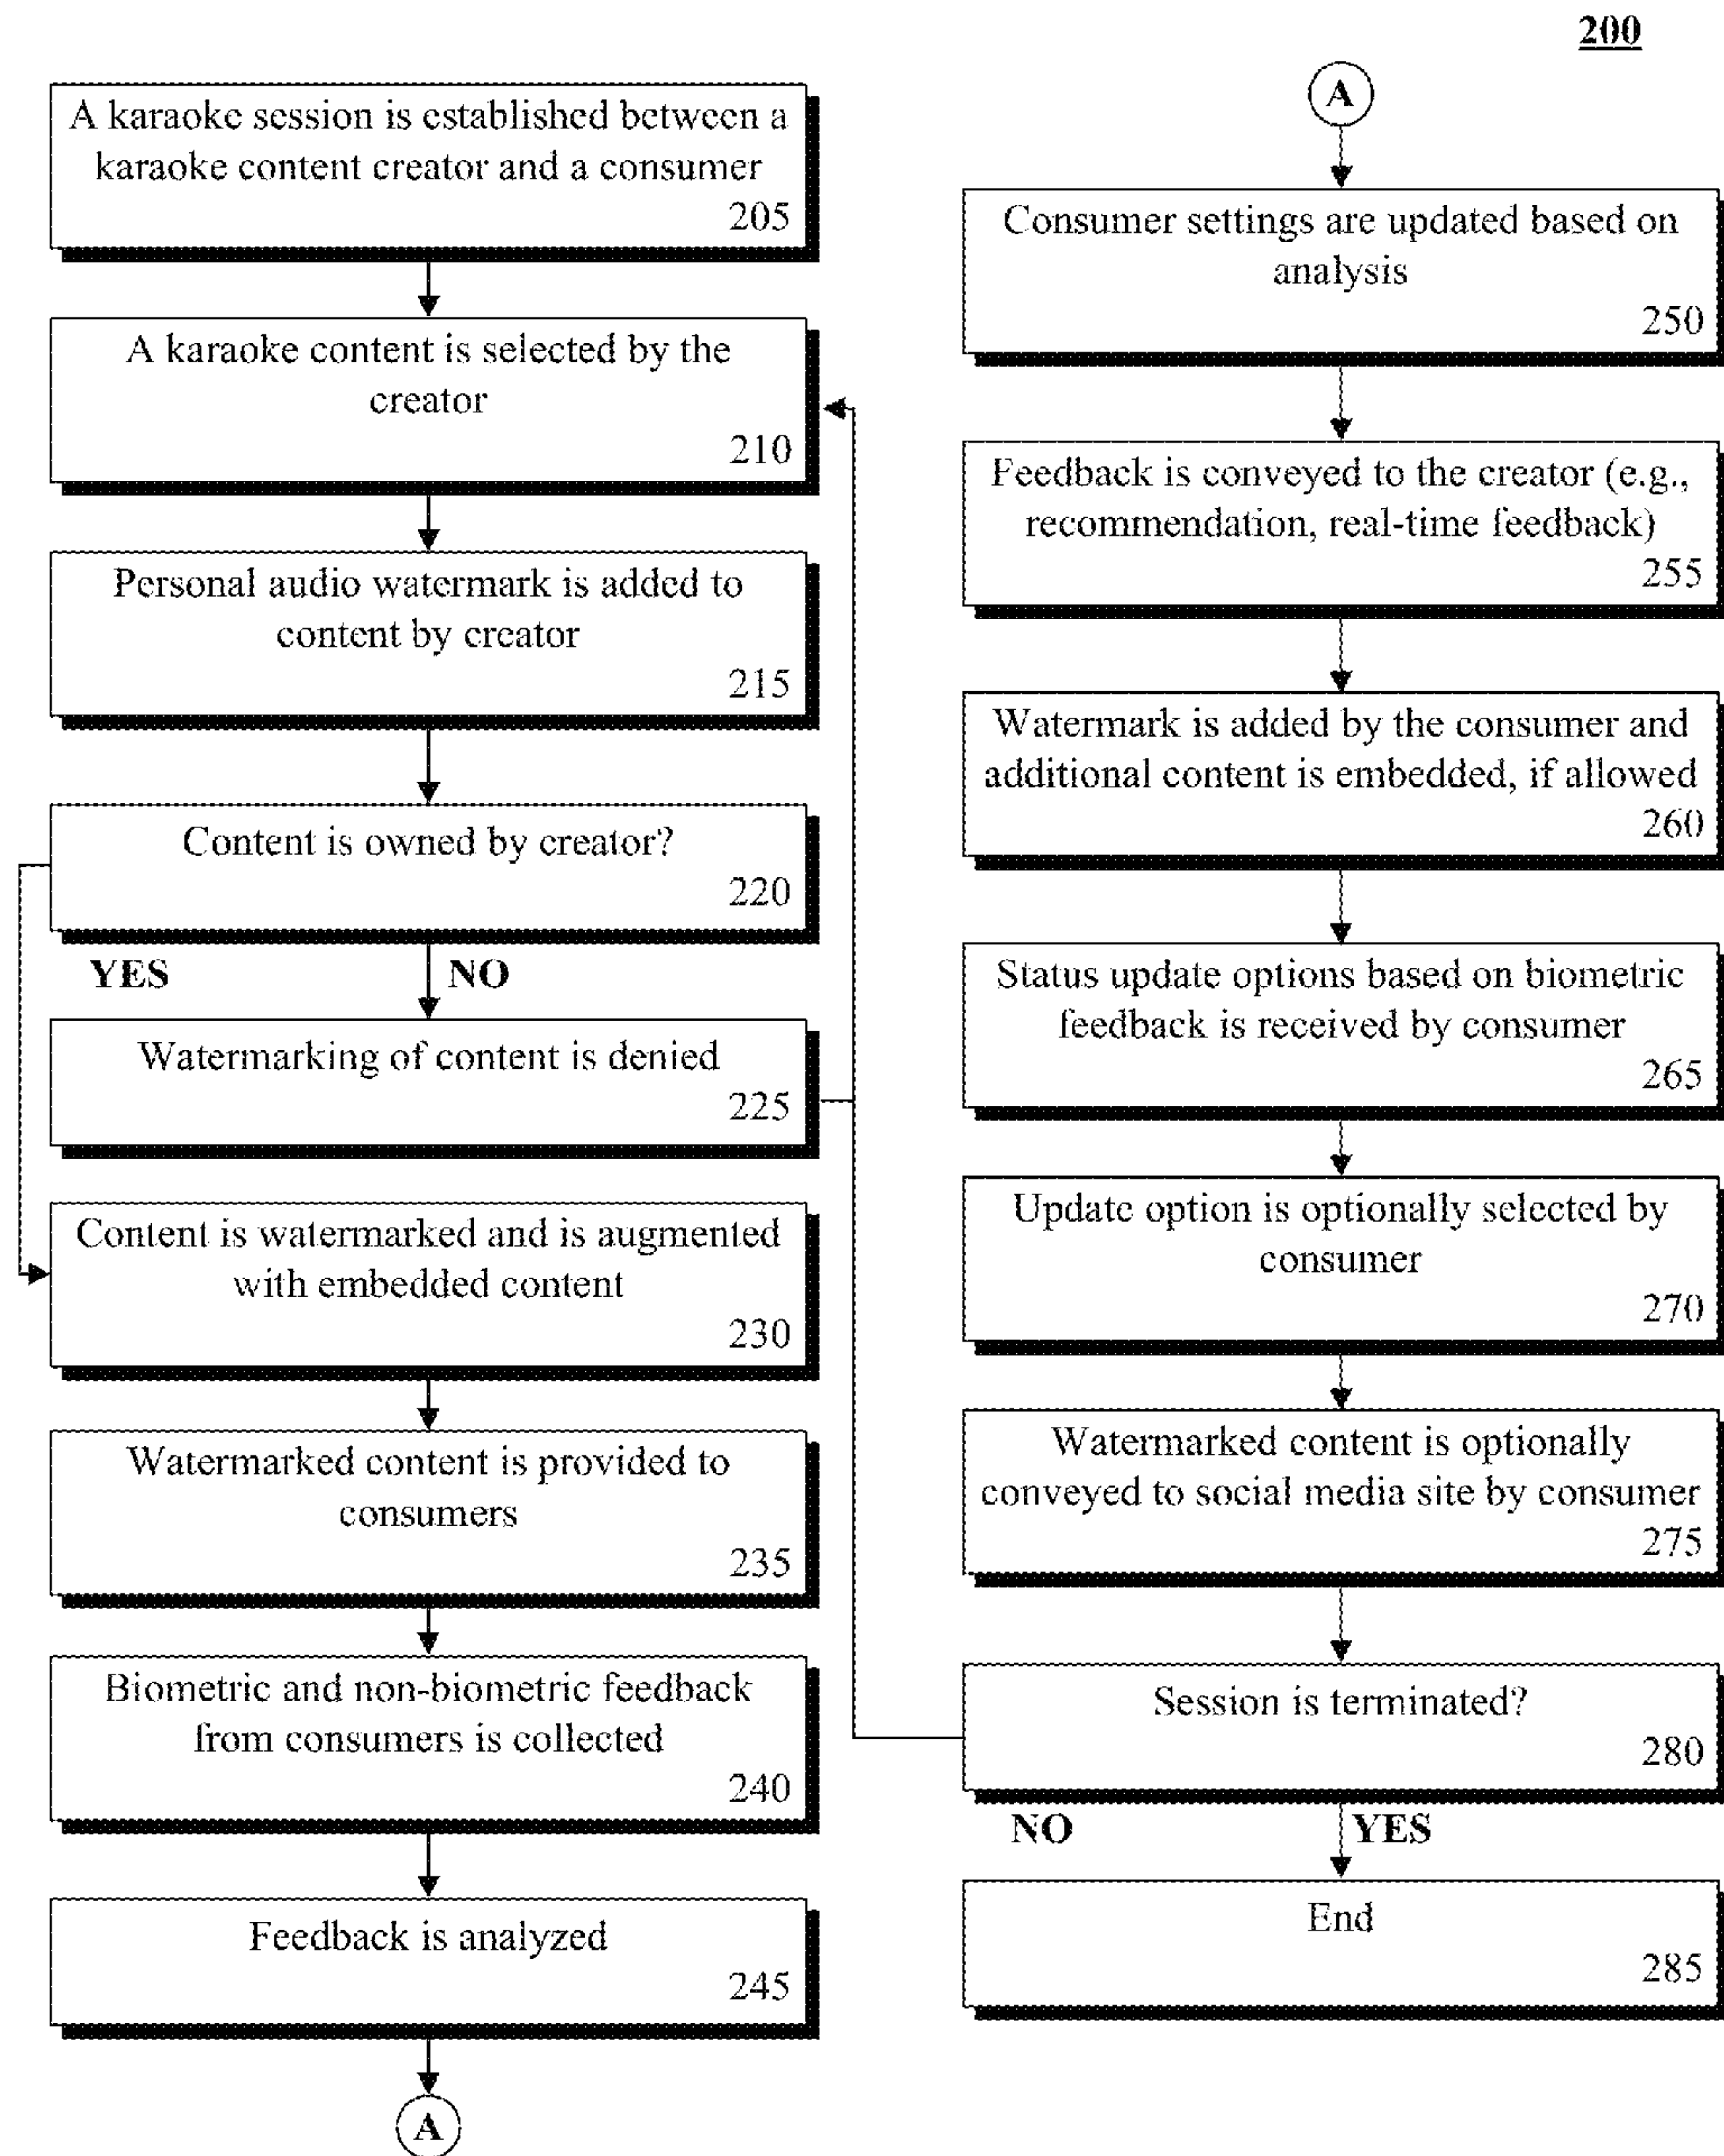 200
A karaoke session is established between a
karaoke content creator and a consumer
205
A karaoke content is selected by the
creator
210
Personal audio watermark is added to
content by creator
215
Content is owned by creator?
220
YES
NO
Watermarking of content is denied
225
Content is watermarked and is augmented
with embedded content
230
Watermarked content is provided to
consumers
235
Biometric and non-biometric feedback
from consumers is collected
240
Feedback is analyzed
245
A
A
Consumer settings are updated based on
analysis
250
Feedback is conveyed to the creator (e.g.,
recommendation, real-time feedback)
255
Watermark is added by the consumer and
additional content is embedded, if allowed
260
Status update options based on biometric
feedback is received by consumer
265
Update option is optionally selected by
consumer
270
Watermarked content is optionally
conveyed to social media site by consumer
275
Session is terminated?
280
NO
YES
End
285